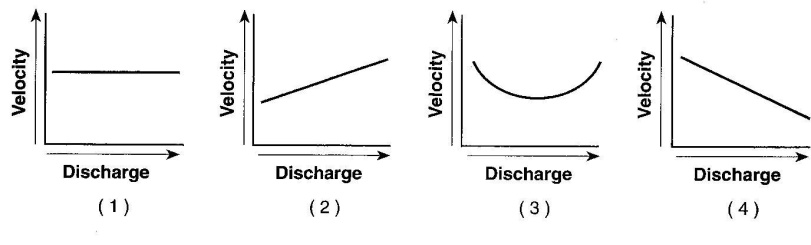 Velocity
Discharge
(1)
Velocity
Discharge
(2)
Velocity
Discharge
(3)
Velocity
Discharge
(4)